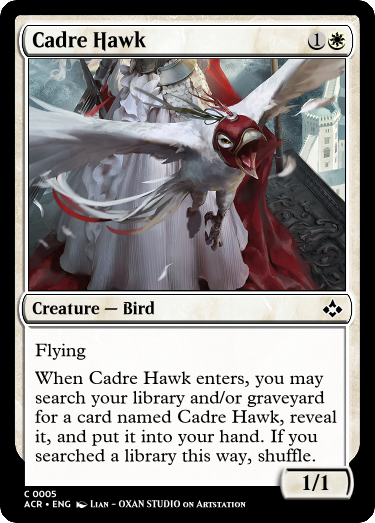 Cadre Hawk 1
Creature — Bird
Flying
When Cadre Hawk enters, you may
search your library and/or graveyard
for a card named Cadre Hawk, reveal
it, and put it into your hand. If you
searched a library this way, shuffle.
1/1
C 0005
ACR • ENG Lian – OXAN STUDIO on Artstation